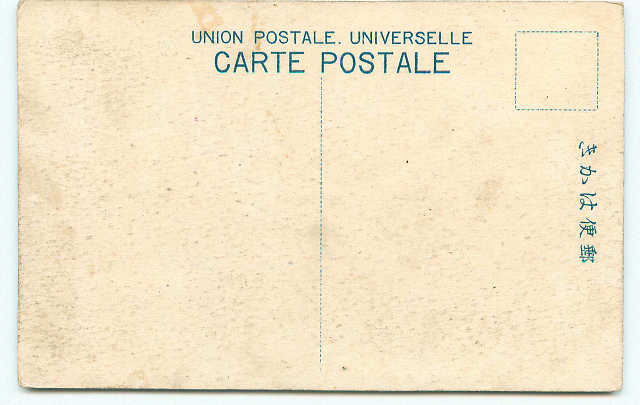 UNION POSTALE. UNIVERSELLE
CARTE POSTALE
郵便はかき